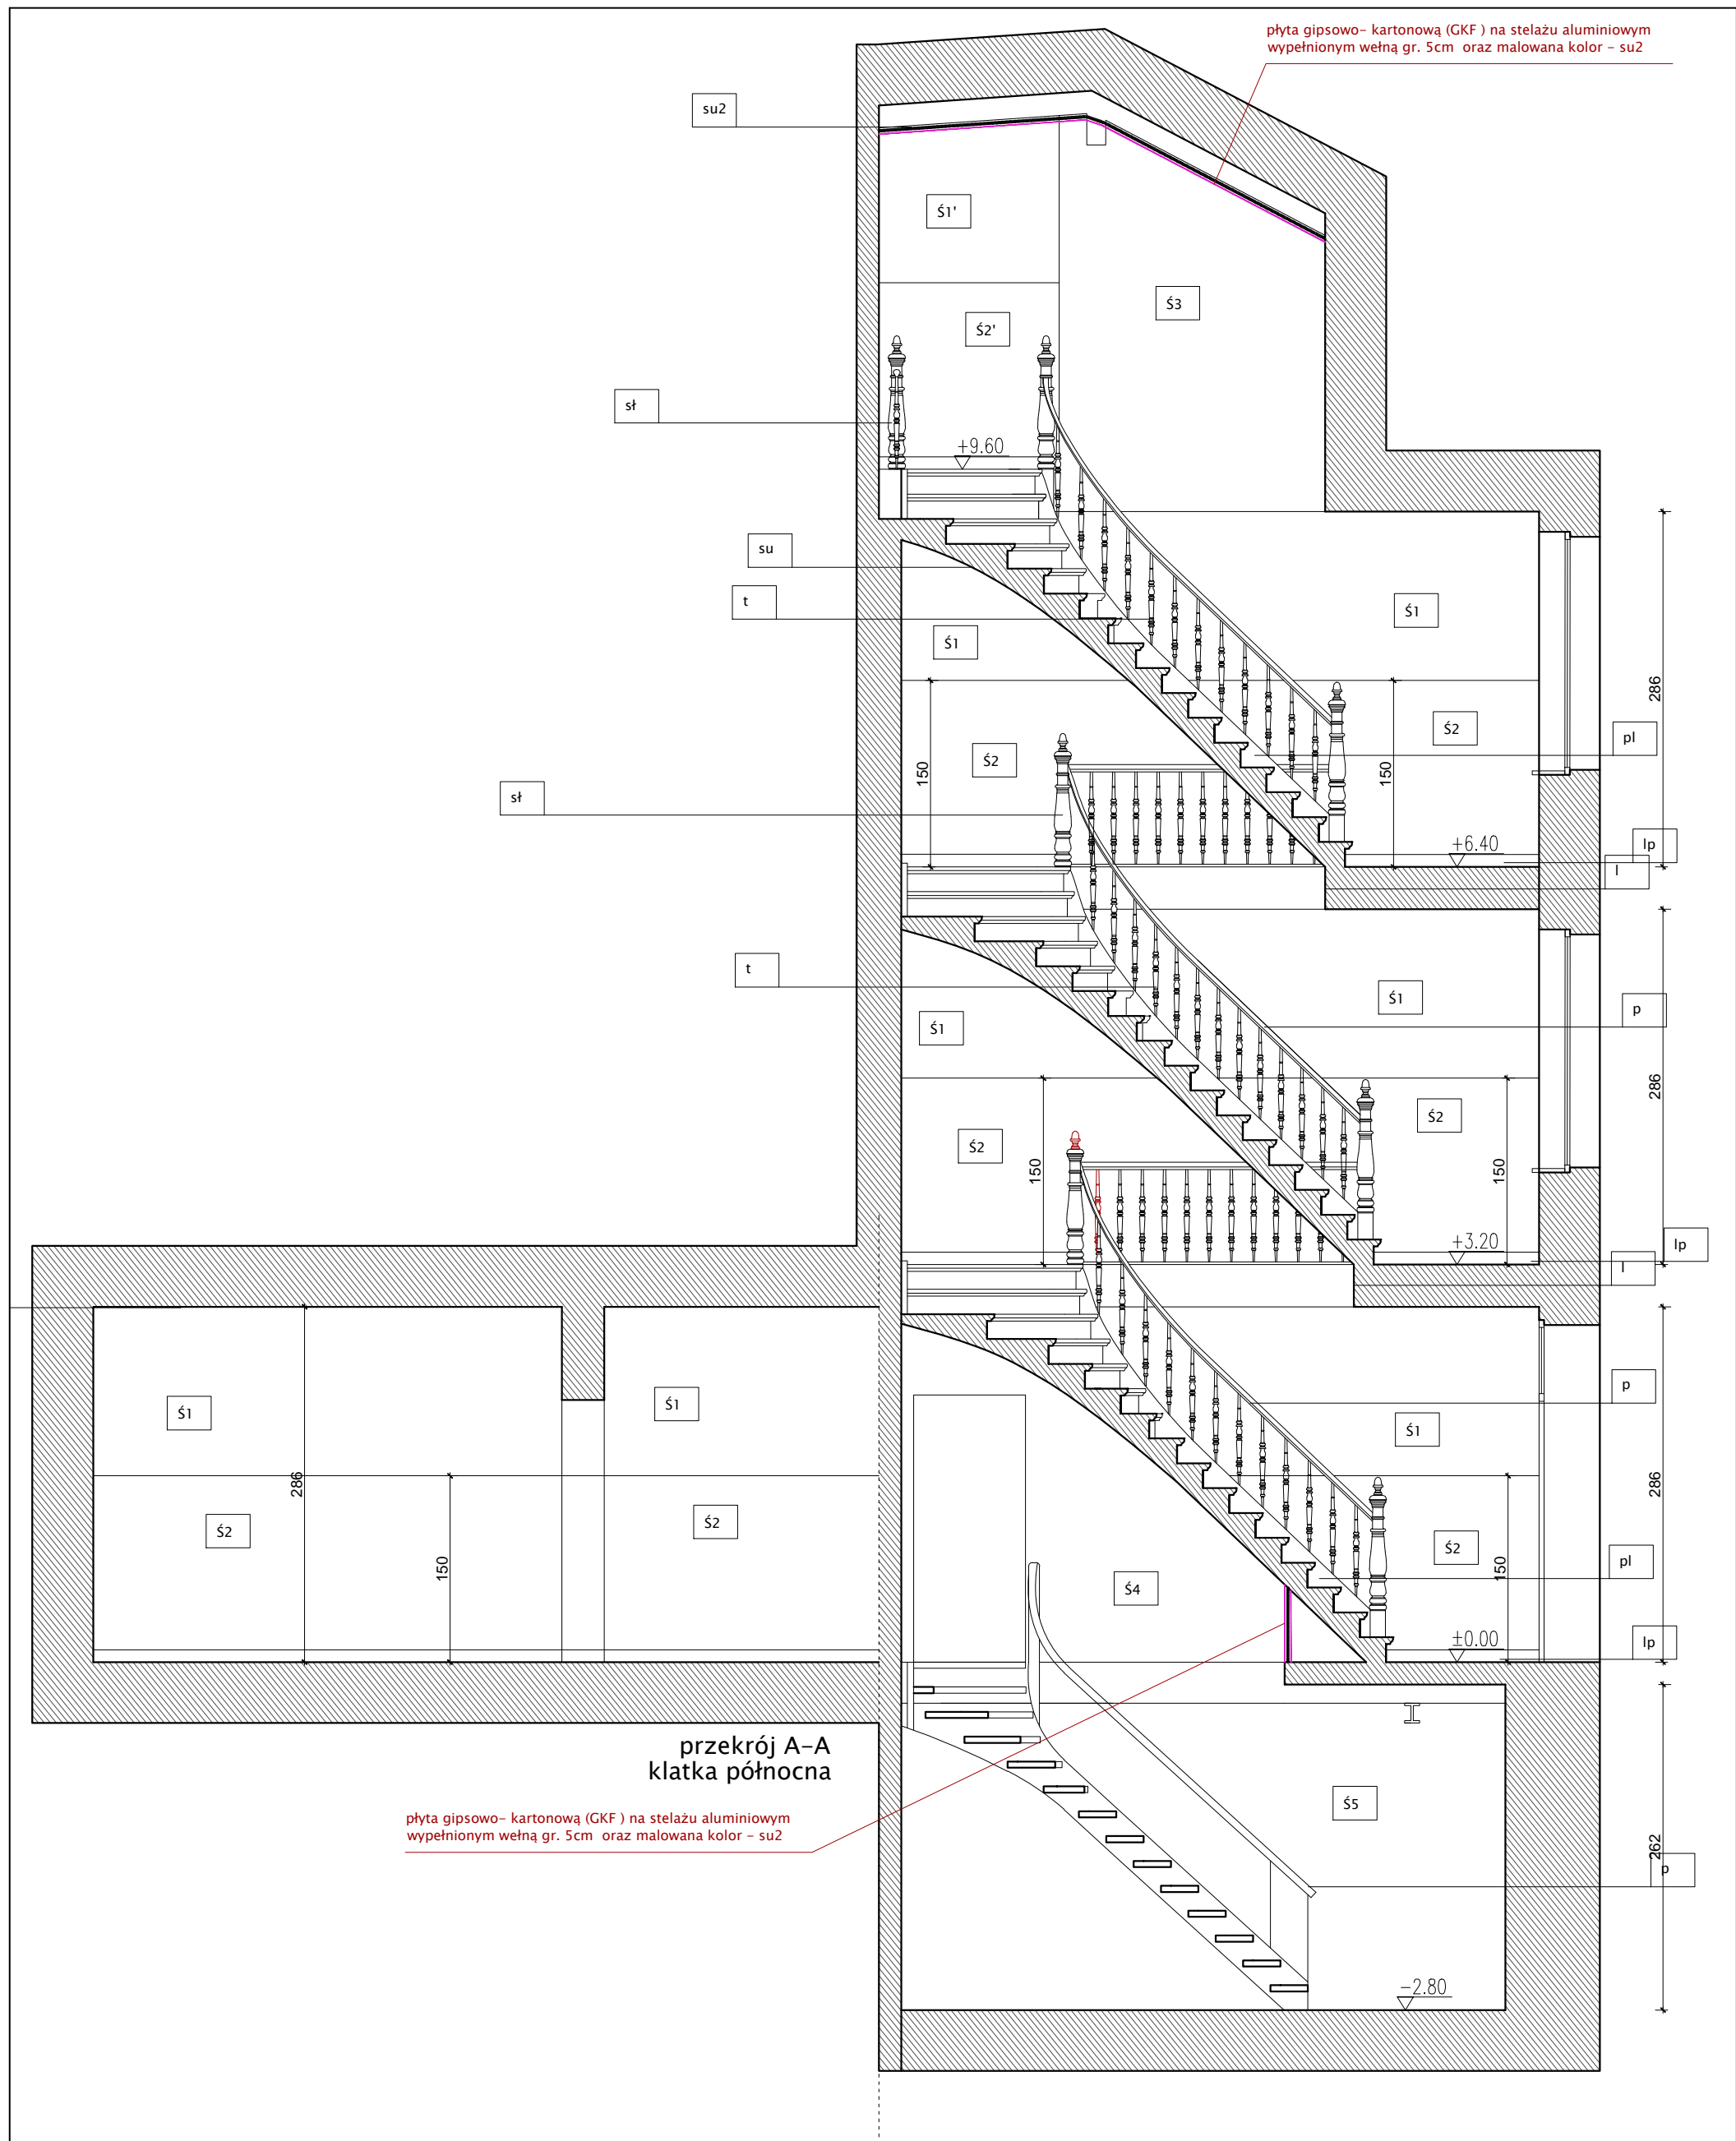 płyta gipsowo- kartonową (GKF ) na stelażu aluminiowym
wypełnionym wełną gr. 5cm oraz malowana kolor - su2
su2
Ś1'
Ś3
Ś2'
sł
+9.60
su
t
Ś1
Ś1
286
Ś2
pl
Ś2
150
150
sł
+6.40
lp
l
t
Ś1
p
Ś1
286
Ś2
Ś2
150
150
+3.20
lp
l
p
Ś1
Ś1
Ś1
286
286
Ś2
Ś2
Ś2
150
150
pl
Ś4
±0.00
lp
przekrój A-A
klatka północna
Ś5
płyta gipsowo- kartonową (GKF ) na stelażu aluminiowym
wypełnionym wełną gr. 5cm oraz malowana kolor - su2
262
p
-2.80